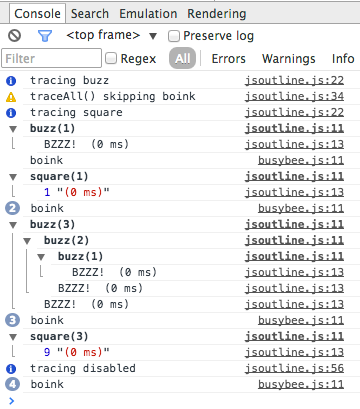 Console Search Emulation Rendering
<top frame> ▼ Preserve log
Filter Regex All Errors Warnings Info
tracing buzz jsoutline.js:22
traceAll() skipping boink jsoutline.js:34
tracing square jsoutline.js:22
buzz(1) jsoutline.js:11
BZZZ! (0 ms) jsoutline.js:13
boink busybee.js:11
square(1) jsoutline.js:11
1 "(0 ms)" jsoutline.js:13
2 boink busybee.js:11
buzz(3) jsoutline.js:11
buzz(2) jsoutline.js:11
buzz(1) jsoutline.js:11
BZZZ! (0 ms) jsoutline.js:13
BZZZ! (0 ms) jsoutline.js:13
BZZZ! (0 ms) jsoutline.js:13
3 boink busybee.js:11
square(3) jsoutline.js:11
9 "(0 ms)" jsoutline.js:13
tracing disabled jsoutline.js:56
4 boink busybee.js:11